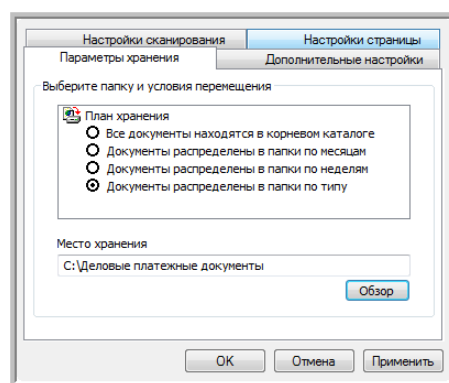 Настройки сканирования
Настройки страницы
Параметры хранения
Дополнительные настройки
Выберите папку и условия перемещения
План хранения
Все документы находятся в корневом каталоге
Документы распределены в папки по месяцам
Документы распределены в папки по неделям
Документы распределены в папки по типу
Место хранения
C:\Деловые платежные документы
Обзор
OK
Отмена
Применить